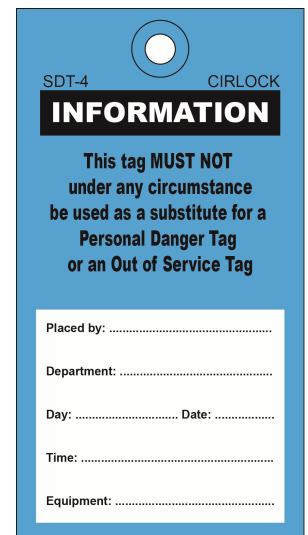 SDT-4 CIRLOCK
INFORMATION
This tag MUST NOT
under any circumstance
be used as a substitute for a
Personal Danger Tag
or an Out of Service Tag
Placed by: .................................................
Department: ..............................................
Day: ............................... Date: ..................
Time: ..........................................................
Equipment: ................................................